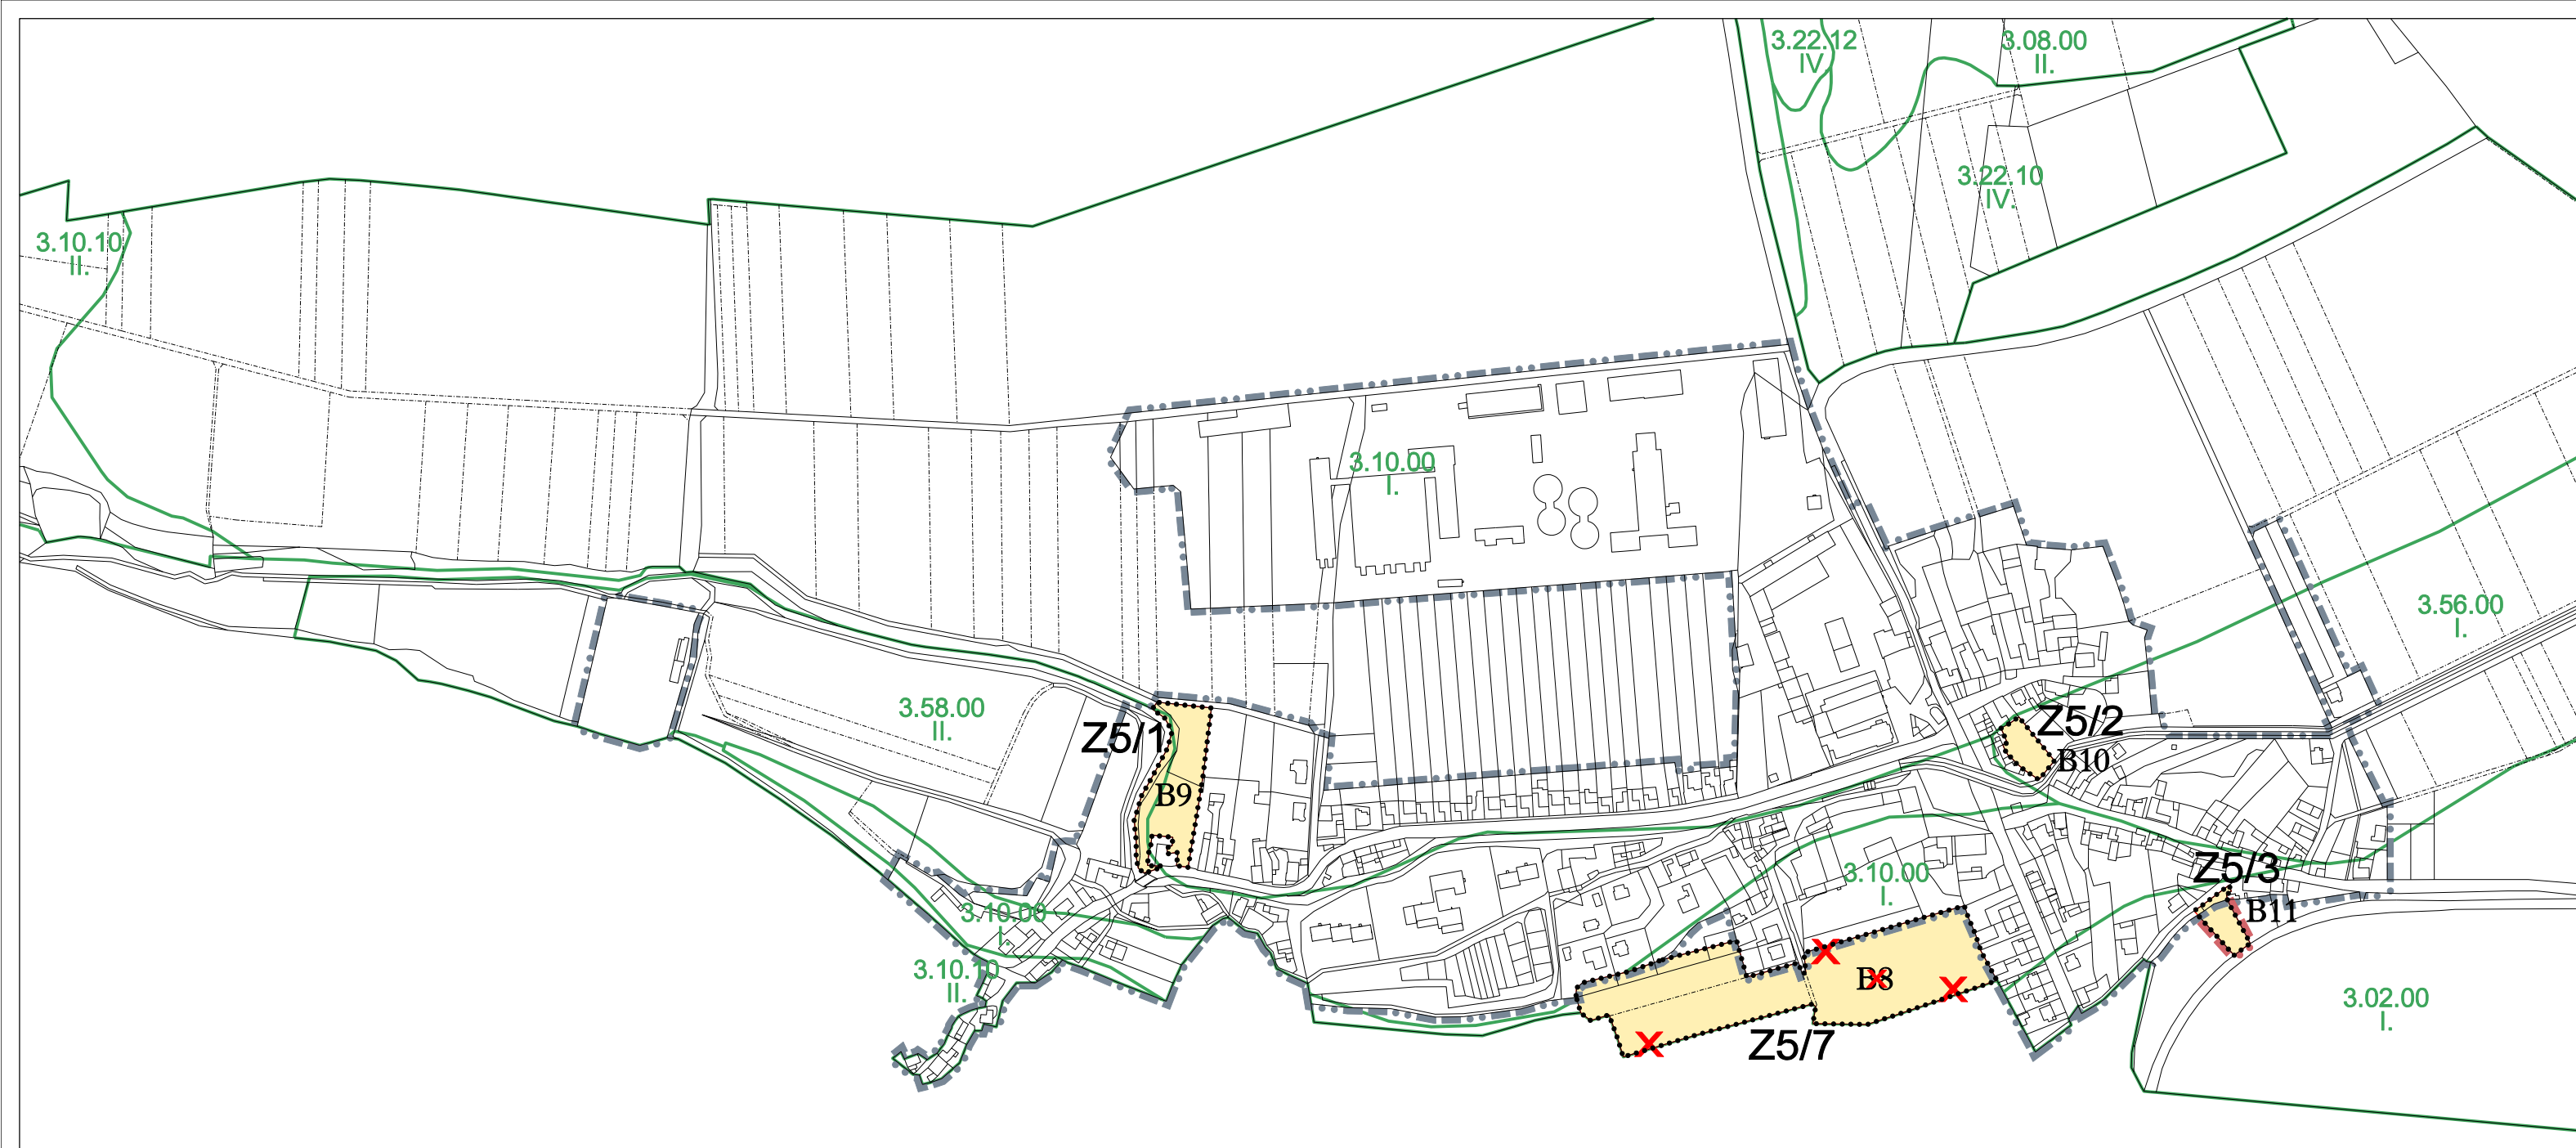 3.22.12
IV.
3.08.00
II.
3.22.10
IV.
3.10.10
II.
3.10.00
I.
3.56.00
I.
3.58.00
II.
Z5/1
B9
Z5/2
B10
3.10.00
I.
Z5/3
B11
3.10.00
I.
3.10.10
II.
B8
3.02.00
I.
Z5/7